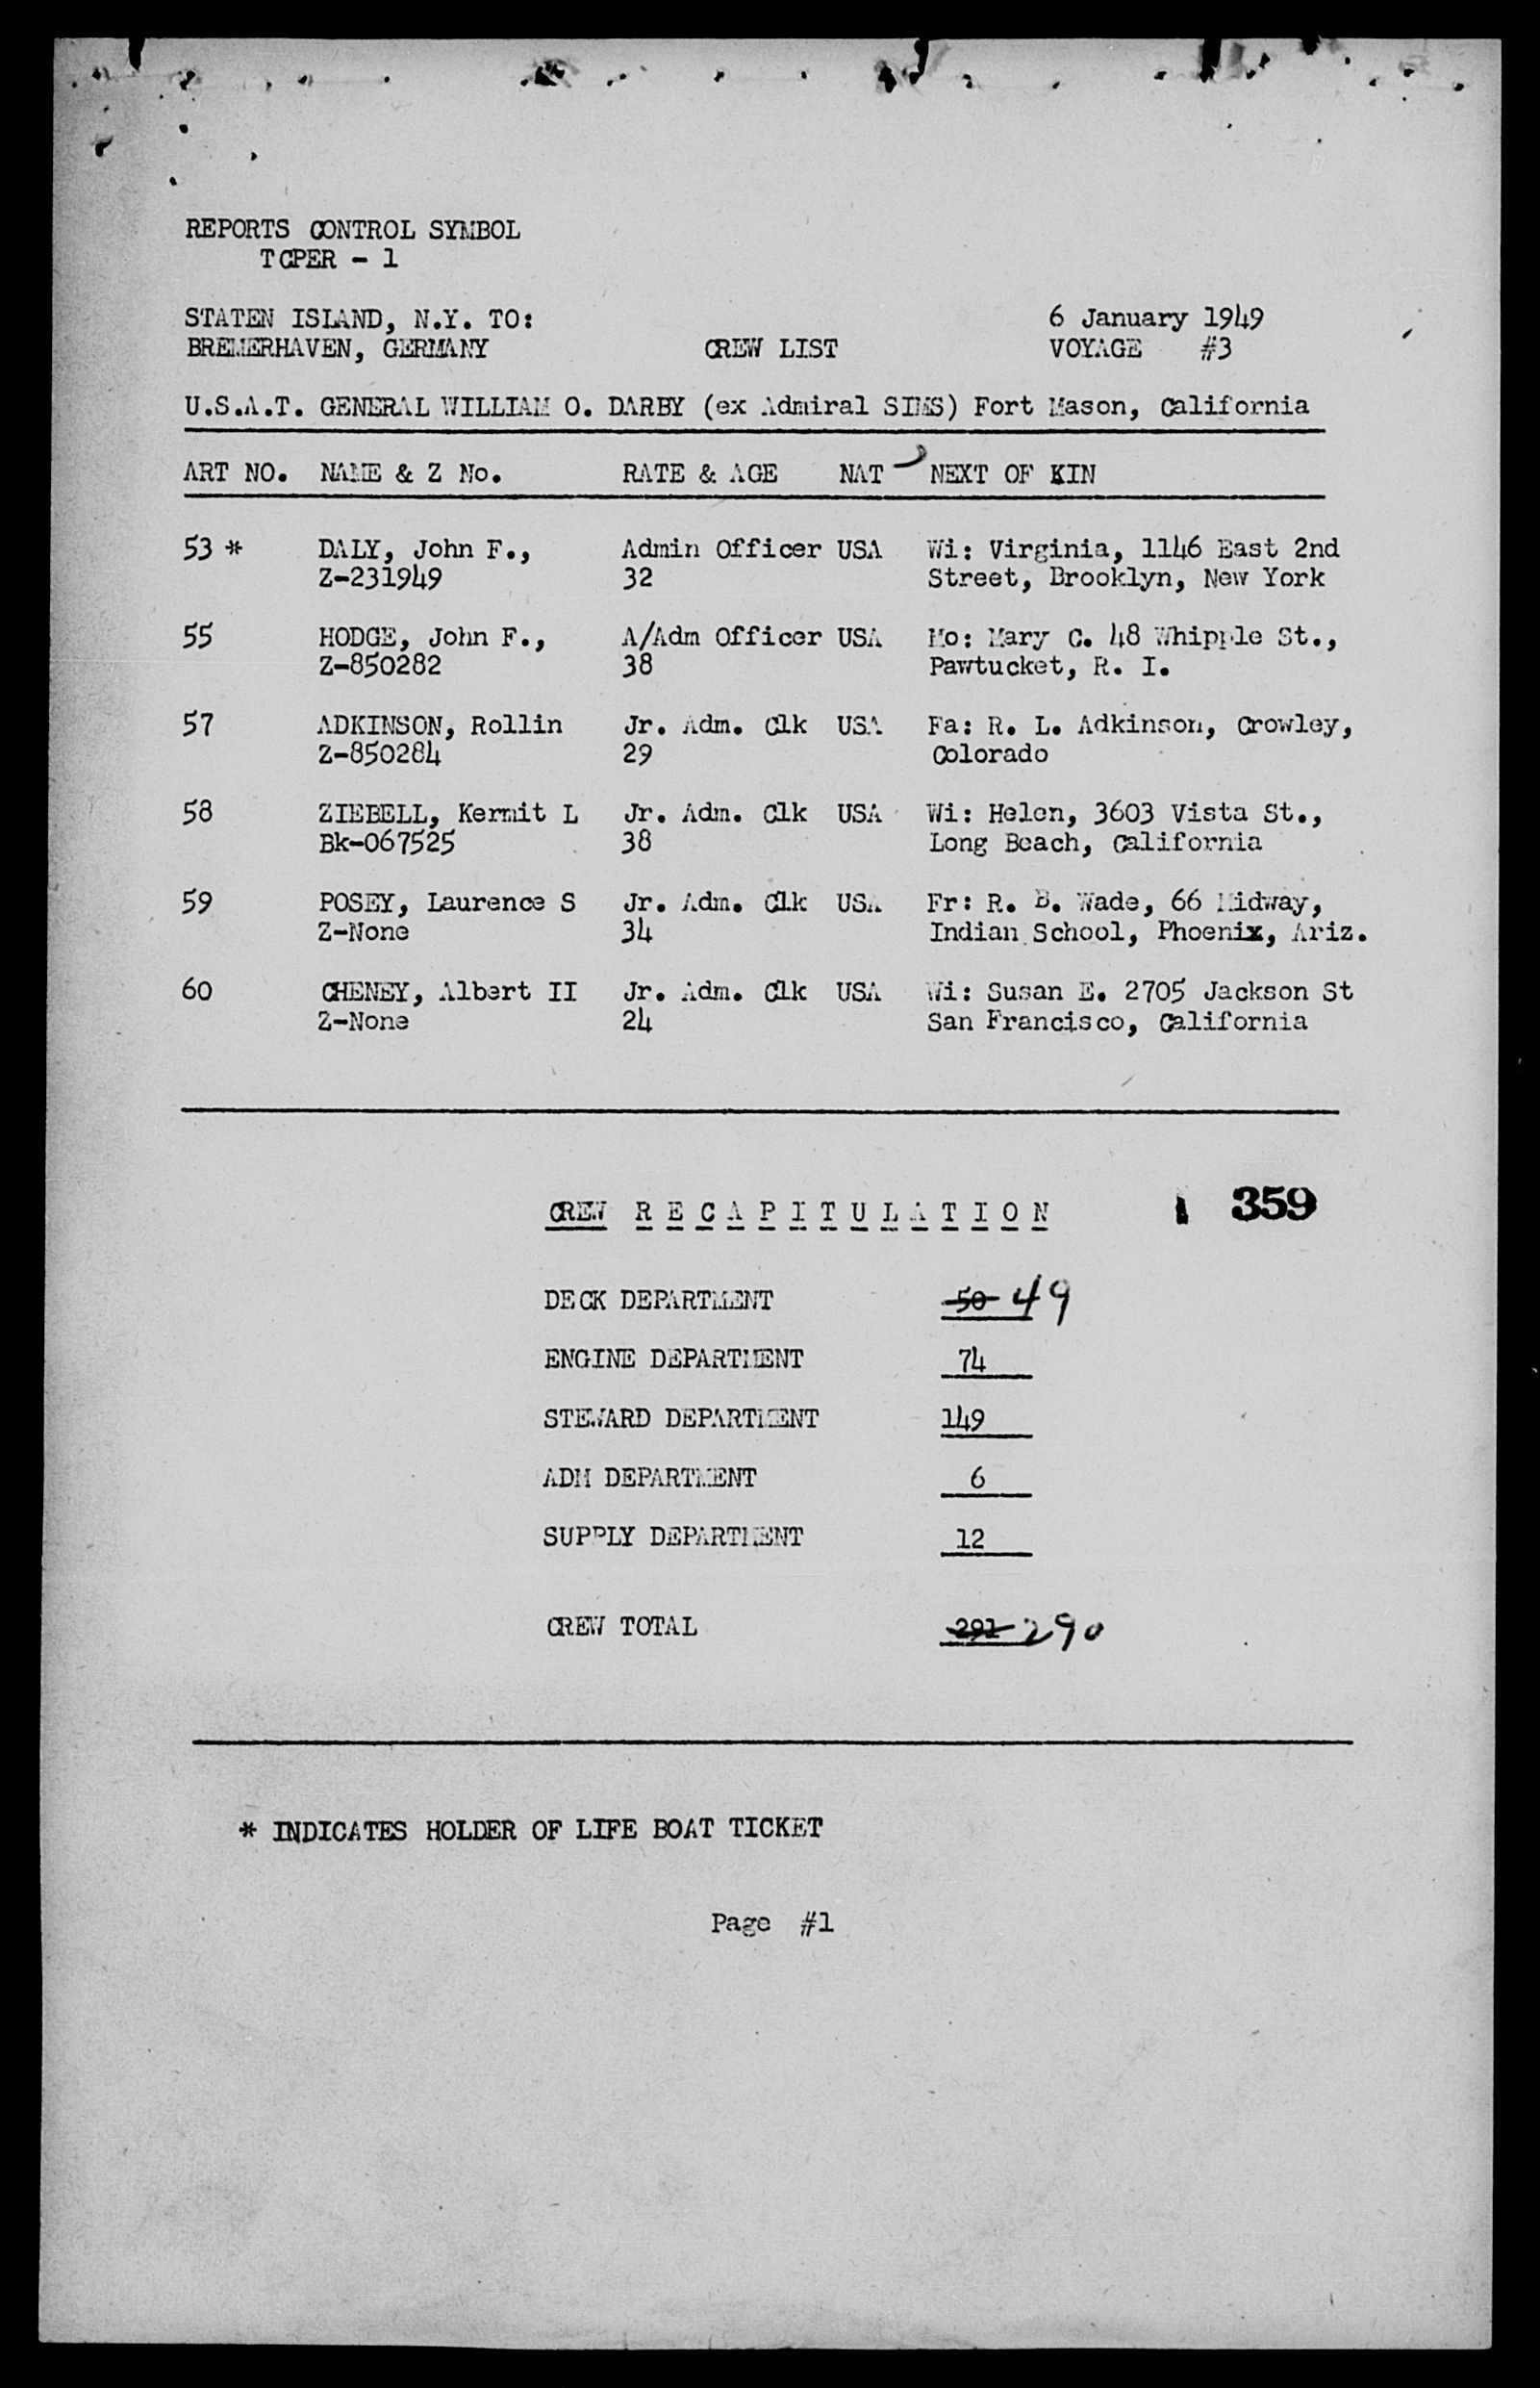 REPORTS CONTROL SYMBOL
TCPER - 1
STATEN ISLAND, N.Y. TO: 6 January 1949
BREMERHAVEN, GERMANY CREW LIST VOYAGE #3
U.S.A.T. GENERAL WILLIAM O. DARBY (ex Admiral SIMS) Fort Mason, California
ART NO. NAME & Z No. RATE & AGE NAT NEXT OF KIN
53 * DALY, John F., Admin Officer USA Wi: Virginia, 1146 East 2nd
Z-231949 32 Street, Brooklyn, New York
55 HODGE, John F., A/Adm Officer USA Mo: Mary C. 48 Whipple St.,
Z-850282 38 Pawtucket, R. I.
57 ADKINSON, Rollin Jr. Adm. Clk USA Fa: R. L. Adkinson, Crowley,
Z-850284 29 Colorado
58 ZIEBELL, Kermit L Jr. Adm. Clk USA Wi: Helen, 3603 Vista St.,
Bk-067525 38 Long Beach, California
59 POSEY, Laurence S Jr. Adm. Clk USA Fr: R. B. Wade, 66 Midway,
Z-None 34 Indian School, Phoenix, Ariz.
60 CHENEY, Albert II Jr. Adm. Clk USA Wi: Susan E. 2705 Jackson St
Z-None 24 San Francisco, California
CREW RECAPITULATION 359
DECK DEPARTMENT 50 49
ENGINE DEPARTMENT 74
STEWARD DEPARTMENT 149
ADM DEPARTMENT 6
SUPPLY DEPARTMENT 12
CREW TOTAL 291 290
* INDICATES HOLDER OF LIFE BOAT TICKET
Page #1